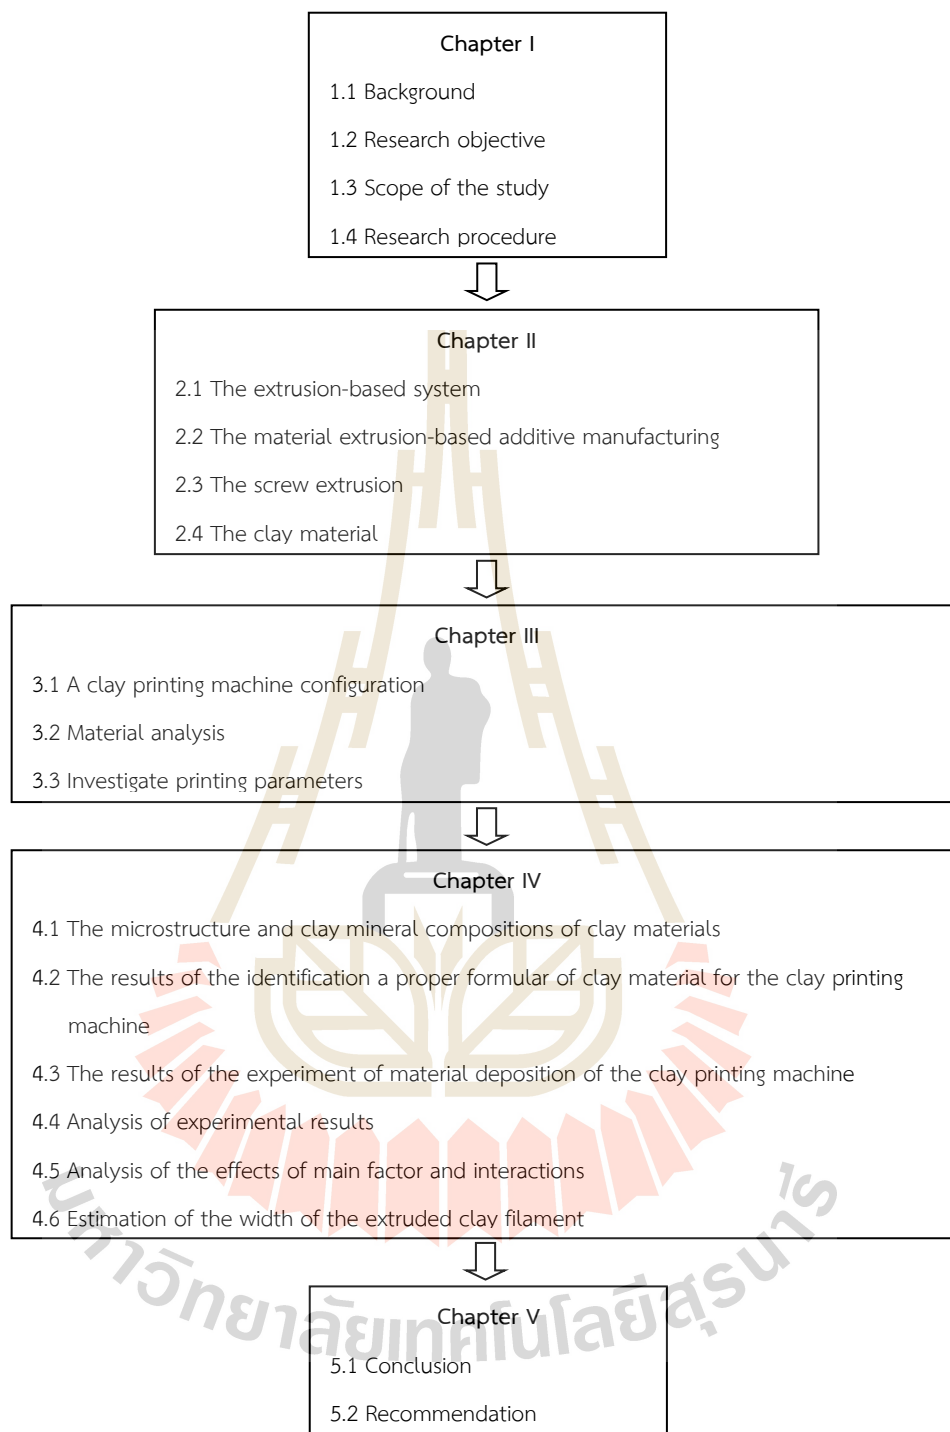 Chapter I
1.1 Background
1.2 Research objective
1.3 Scope of the study
1.4 Research procedure
Chapter II
2.1 The extrusion-based system
2.2 The material extrusion-based additive manufacturing
2.3 The screw extrusion
2.4 The clay material
Chapter III
3.1 A clay printing machine configuration
3.2 Material analysis
3.3 Investigate printing parameters
Chapter IV
4.1 The microstructure and clay mineral compositions of clay materials
4.2 The results of the identification a proper formular of clay material for the clay printing
machine
4.3 The results of the experiment of material deposition of the clay printing machine
4.4 Analysis of experimental results
4.5 Analysis of the effects of main factor and interactions
4.6 Estimation of the width of the extruded clay filament
Chapter V
5.1 Conclusion
5.2 Recommendation
มหาวิทยาลัยเทคโนโลยีสุรนารี